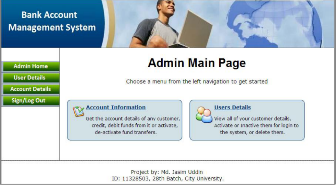 Bank Account
Management System
Admin Home
User Details
Account Details
Sign/Log Out
Admin Main Page
Choose a menu from the left navigation to get started
Account Information
Get the account details of any customer,
credit, debit funds from it or activate,
de-activate fund transfers.
Users Details
View all of your customer details,
activate or inactive them for login to
the system, or delete them.
Project by: Md. Jasim Uddin
ID: 11328503, 28th Batch, City University.